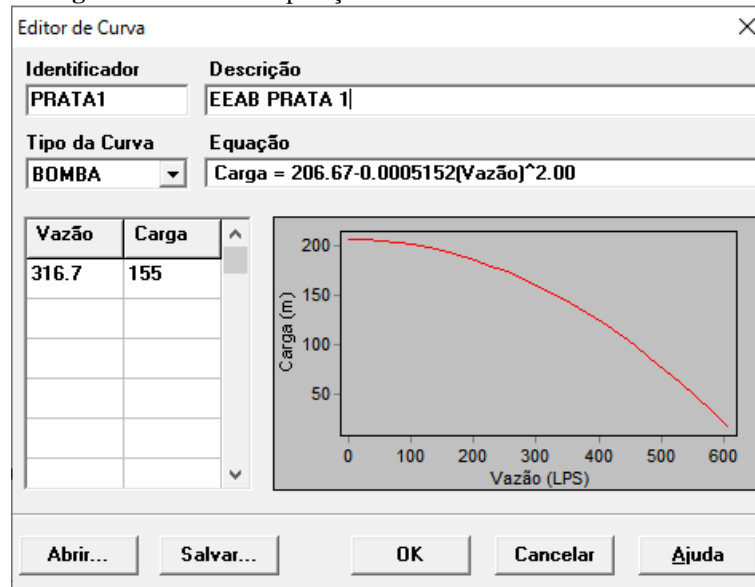 Editor de Curva
Identificador Descrição
PRATA1 EEAB PRATA 1
Tipo da Curva Equação
BOMBA Carga = 206.67-0.0005152(Vazão)^2.00
Vazão Carga
316.7 155
200
150
100
50
Carga (m)
0 100 200 300 400 500 600
Vazão (LPS)
Abrir... Salvar... OK Cancelar Ajuda